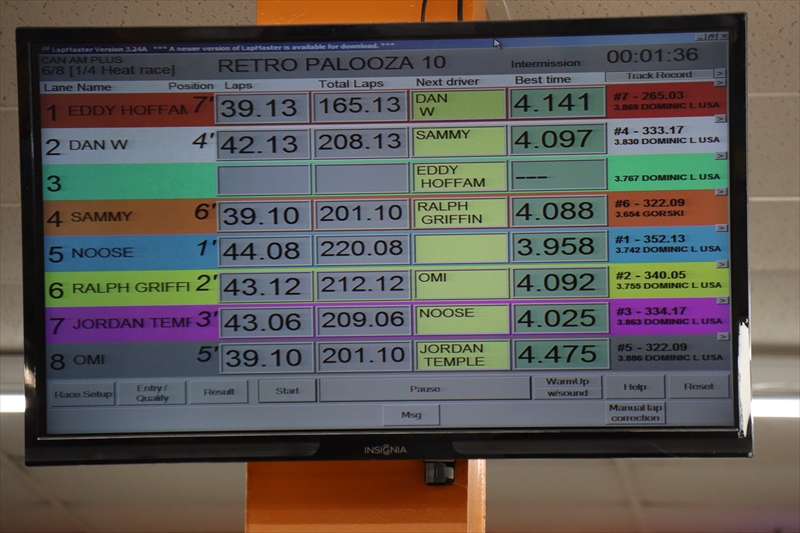 LapMaster Version 3.24A *** A newer version of LapMaster is available for download. ***
CAN AM PLUS
6/8 [1/4 Heat race] RETRO PALOOZA 10 Intermission: 00:01:36
Lane Name Position Laps Total Laps Next driver Best time Track Record >
1 EDDY HOFFAM 7' 39.13 165.13 DAN W 4.141 #7 - 265.03 3.869 DOMINIC L USA
2 DAN W 4' 42.13 208.13 SAMMY 4.097 #4 - 333.17 3.830 DOMINIC L USA
3 EDDY HOFFAM --- 3.767 DOMINIC L USA
4 SAMMY 6' 39.10 201.10 RALPH GRIFFIN 4.088 #6 - 322.09 3.654 GORSKI
5 NOOSE 1' 44.08 220.08 3.958 #1 - 352.13 3.742 DOMINIC L USA
6 RALPH GRIFFI 2' 43.12 212.12 OMI 4.092 #2 - 340.05 3.755 DOMINIC L USA
7 JORDAN TEMP 3' 43.06 209.06 NOOSE 4.025 #3 - 334.17 3.863 DOMINIC L USA
8 OMI 5' 39.10 201.10 JORDAN TEMPLE 4.475 #5 - 322.09 3.886 DOMINIC L USA
Race Setup Entry / Qualify Result Start Pause WarmUp w/sound Help Reset
Msg Manual lap correction
INSIGNIA